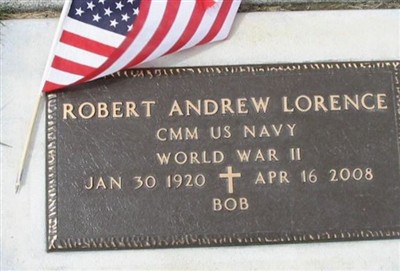 ROBERT ANDREW LORENCE
CMM US NAVY
WORLD WAR II
JAN 30 1920 APR 16 2008
BOB